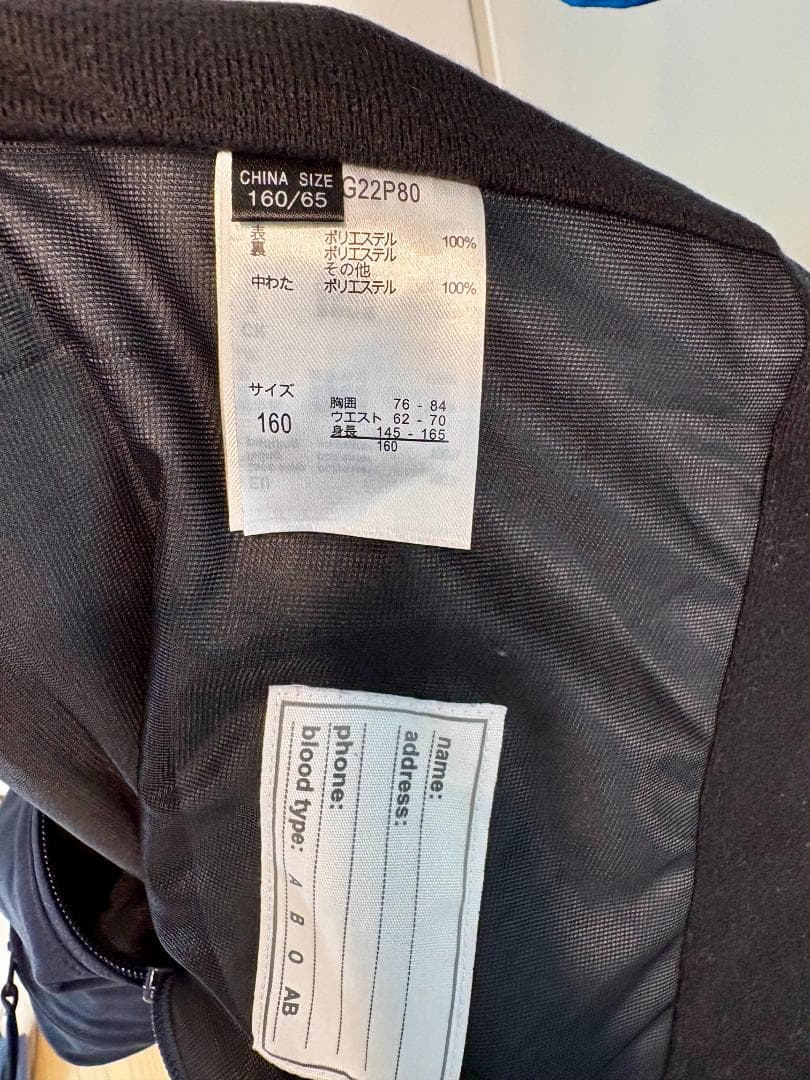 CHINA SIZE
160/65
G22P80
表 ポリエステル 100%
裏 ポリエステル
その他
中わた ポリエステル 100%
サイズ
160
胸囲 76 - 84
ウエスト 62 - 70
身長 145 - 165
160
name:
address:
phone:
blood type: A B O AB